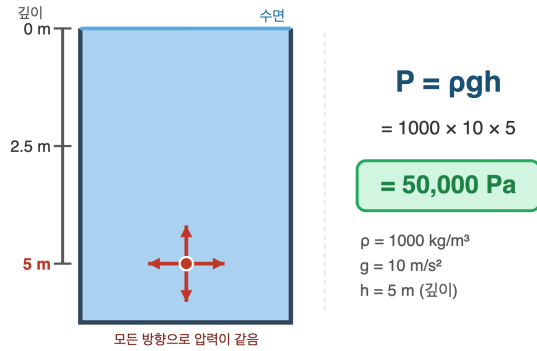 깊이
수면
0 m
2.5 m
5 m
모든 방향으로 압력이 같음
P = ρgh
= 1000 × 10 × 5
= 50,000 Pa
ρ = 1000 kg/m³
g = 10 m/s²
h = 5 m (깊이)